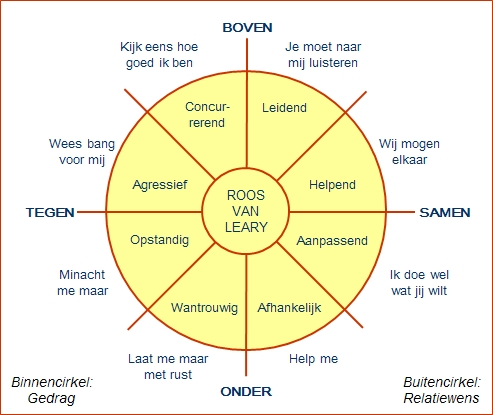 BOVEN
Kijk eens hoe
goed ik ben
Je moet naar
mij luisteren
Concur-
rerend
Leidend
Wees bang
voor mij
Wij mogen
elkaar
Agressief
Helpend
ROOS
VAN
LEARY
TEGEN
SAMEN
Opstandig
Aanpassend
Minacht
me maar
Ik doe wel
wat jij wilt
Wantrouwig
Afhankelijk
Laat me maar
met rust
Help me
ONDER
Binnencirkel:
Gedrag
Buitencirkel:
Relatiewens